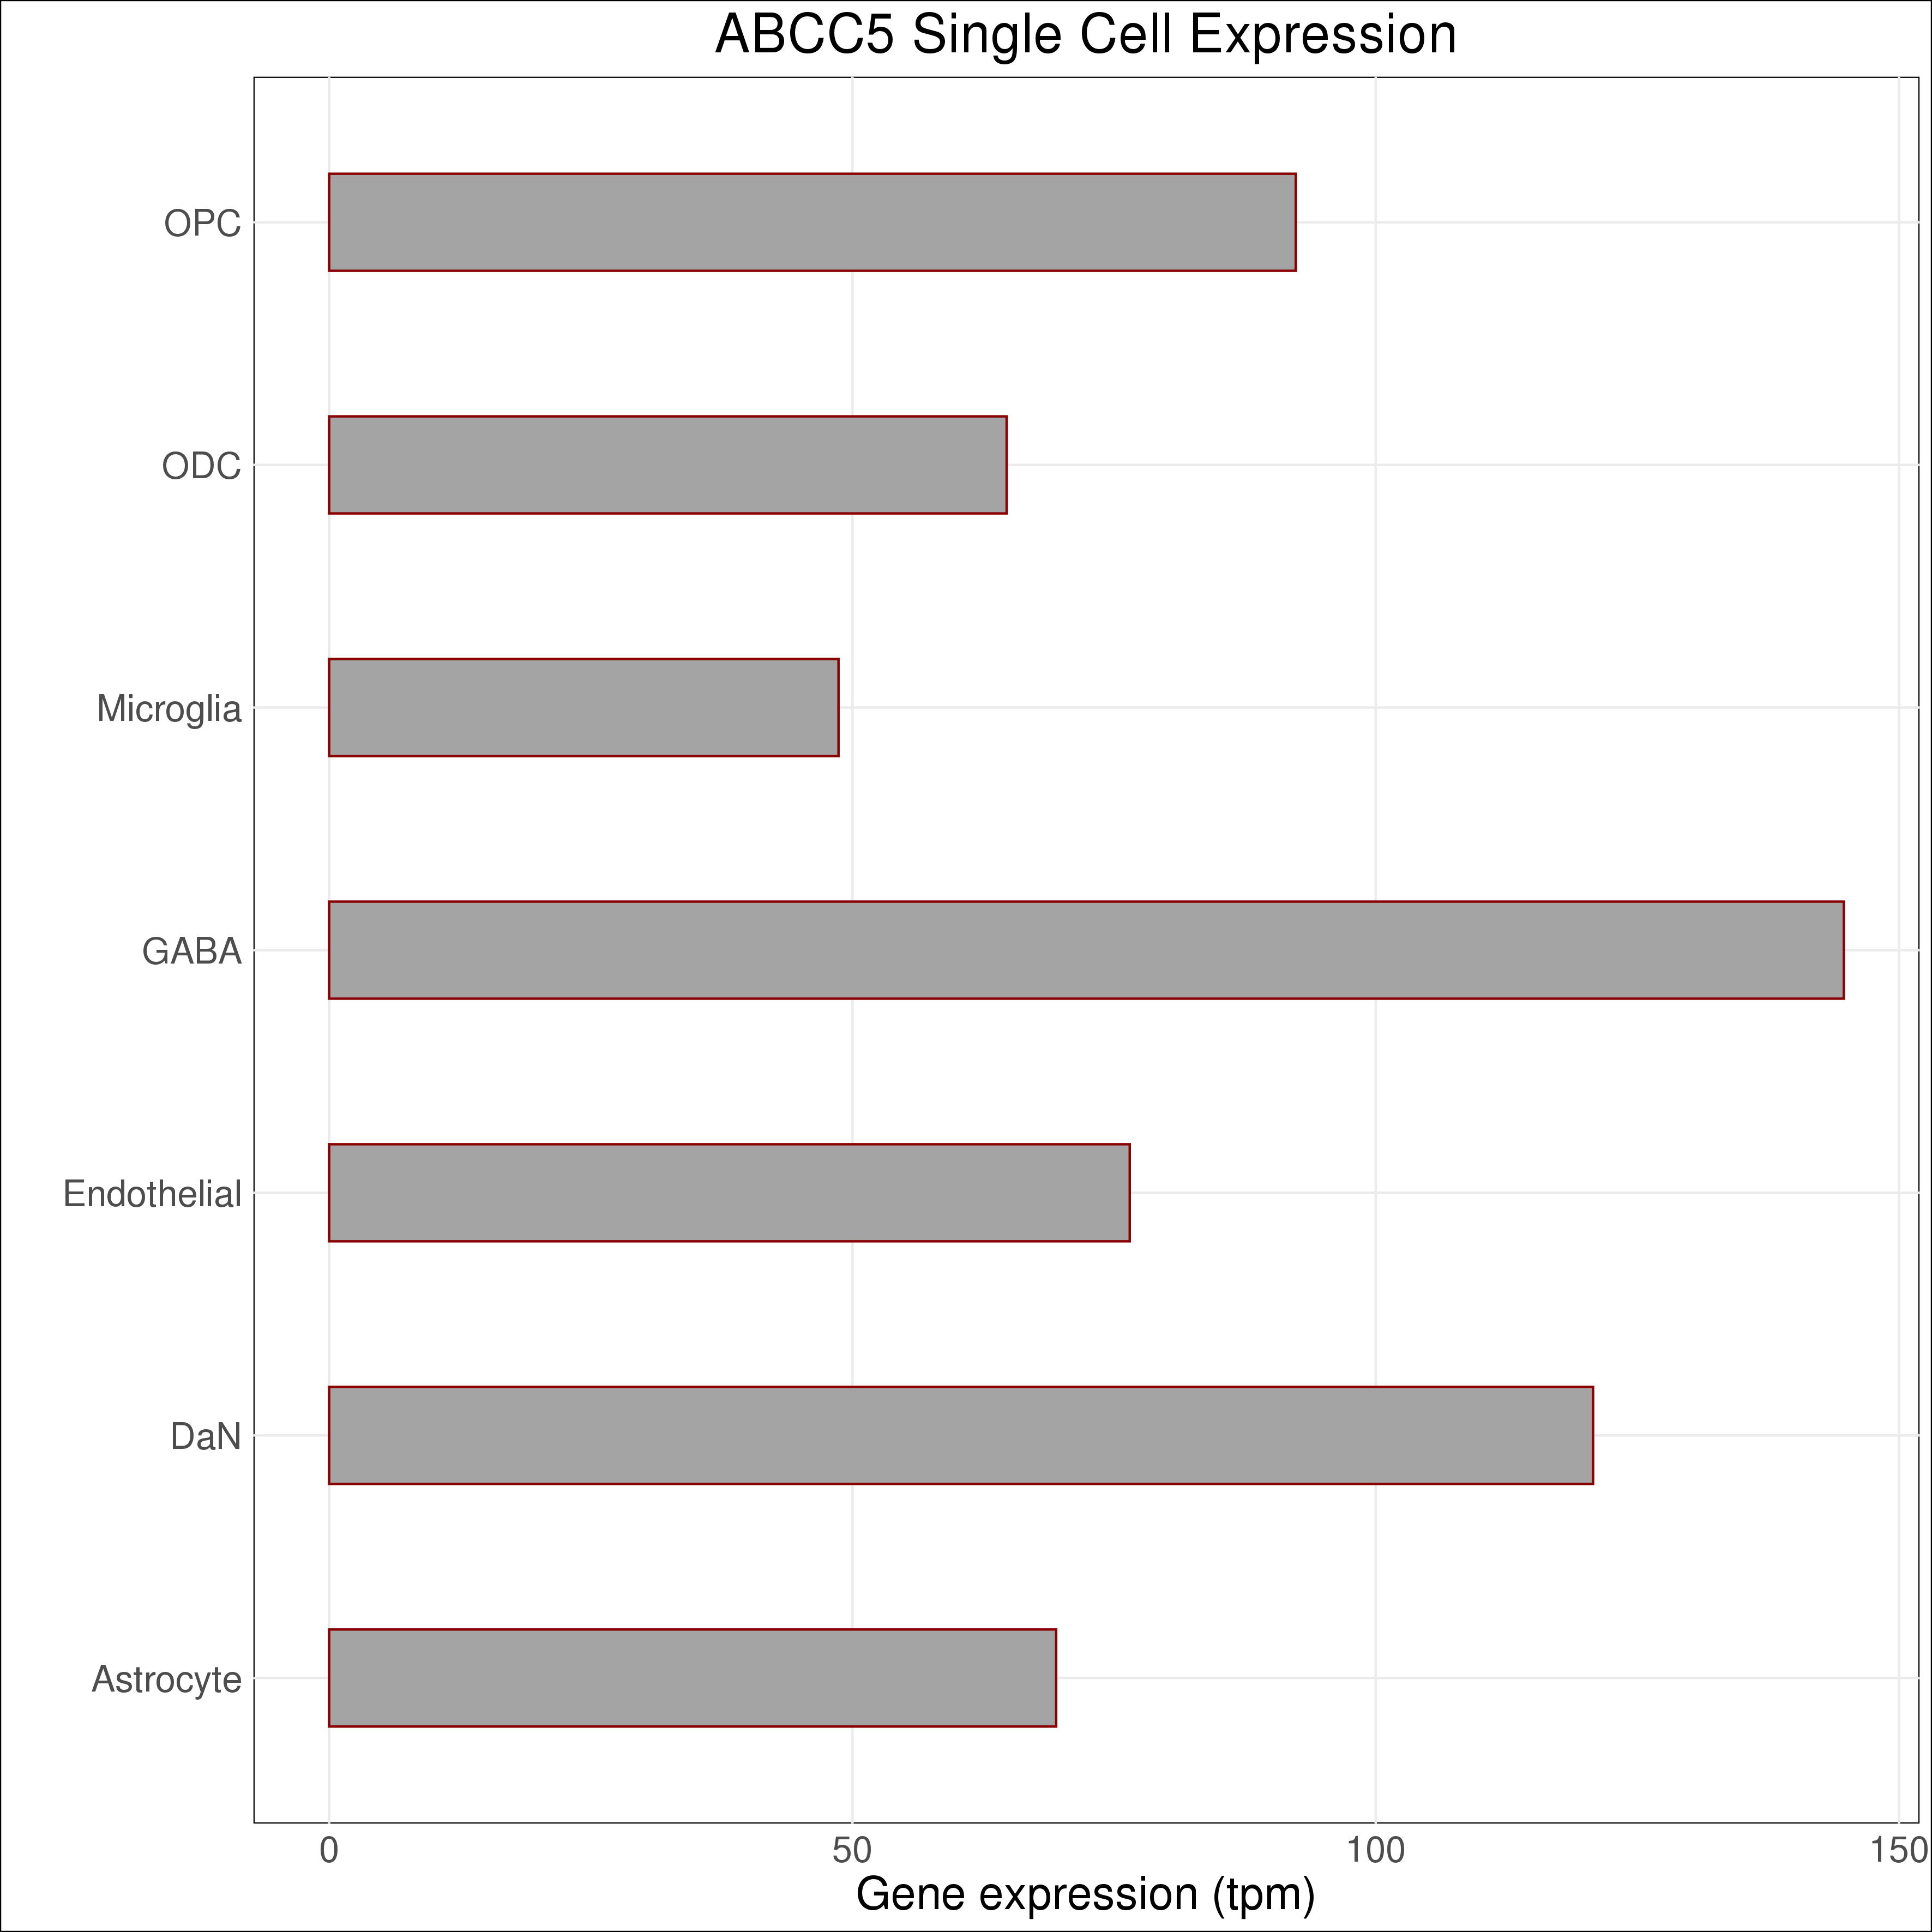 ABCC5 Single Cell Expression
OPC
ODC
Microglia
GABA
Endothelial
DaN
Astrocyte
0 50 100 150
Gene expression (tpm)